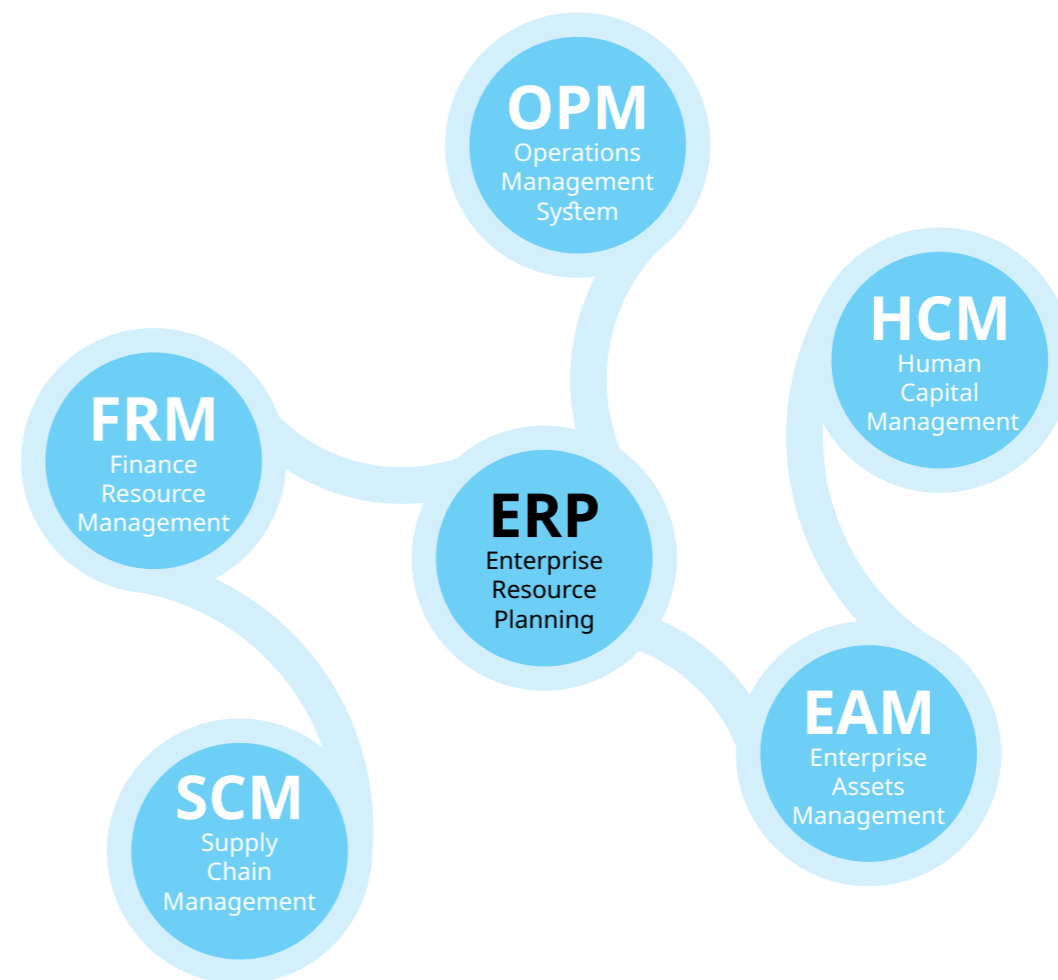 OPM
Operations
Management
System
HCM
Human
Capital
Management
FRM
Finance
Resource
Management
ERP
Enterprise
Resource
Planning
EAM
Enterprise
Assets
Management
SCM
Supply
Chain
Management